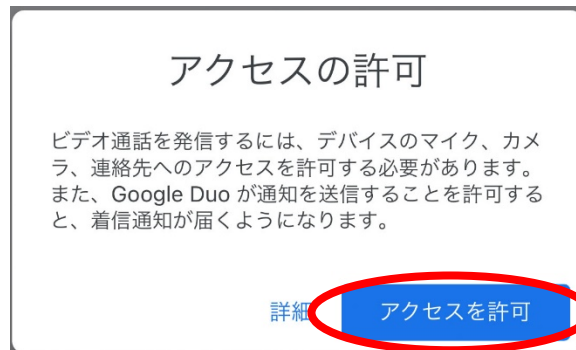 アクセスの許可
ビデオ通話を発信するには、デバイスのマイク、カメ
ラ、連絡先へのアクセスを許可する必要があります。
また、Google Duo が通知を送信することを許可する
と、着信通知が届くようになります。
詳細
アクセスを許可